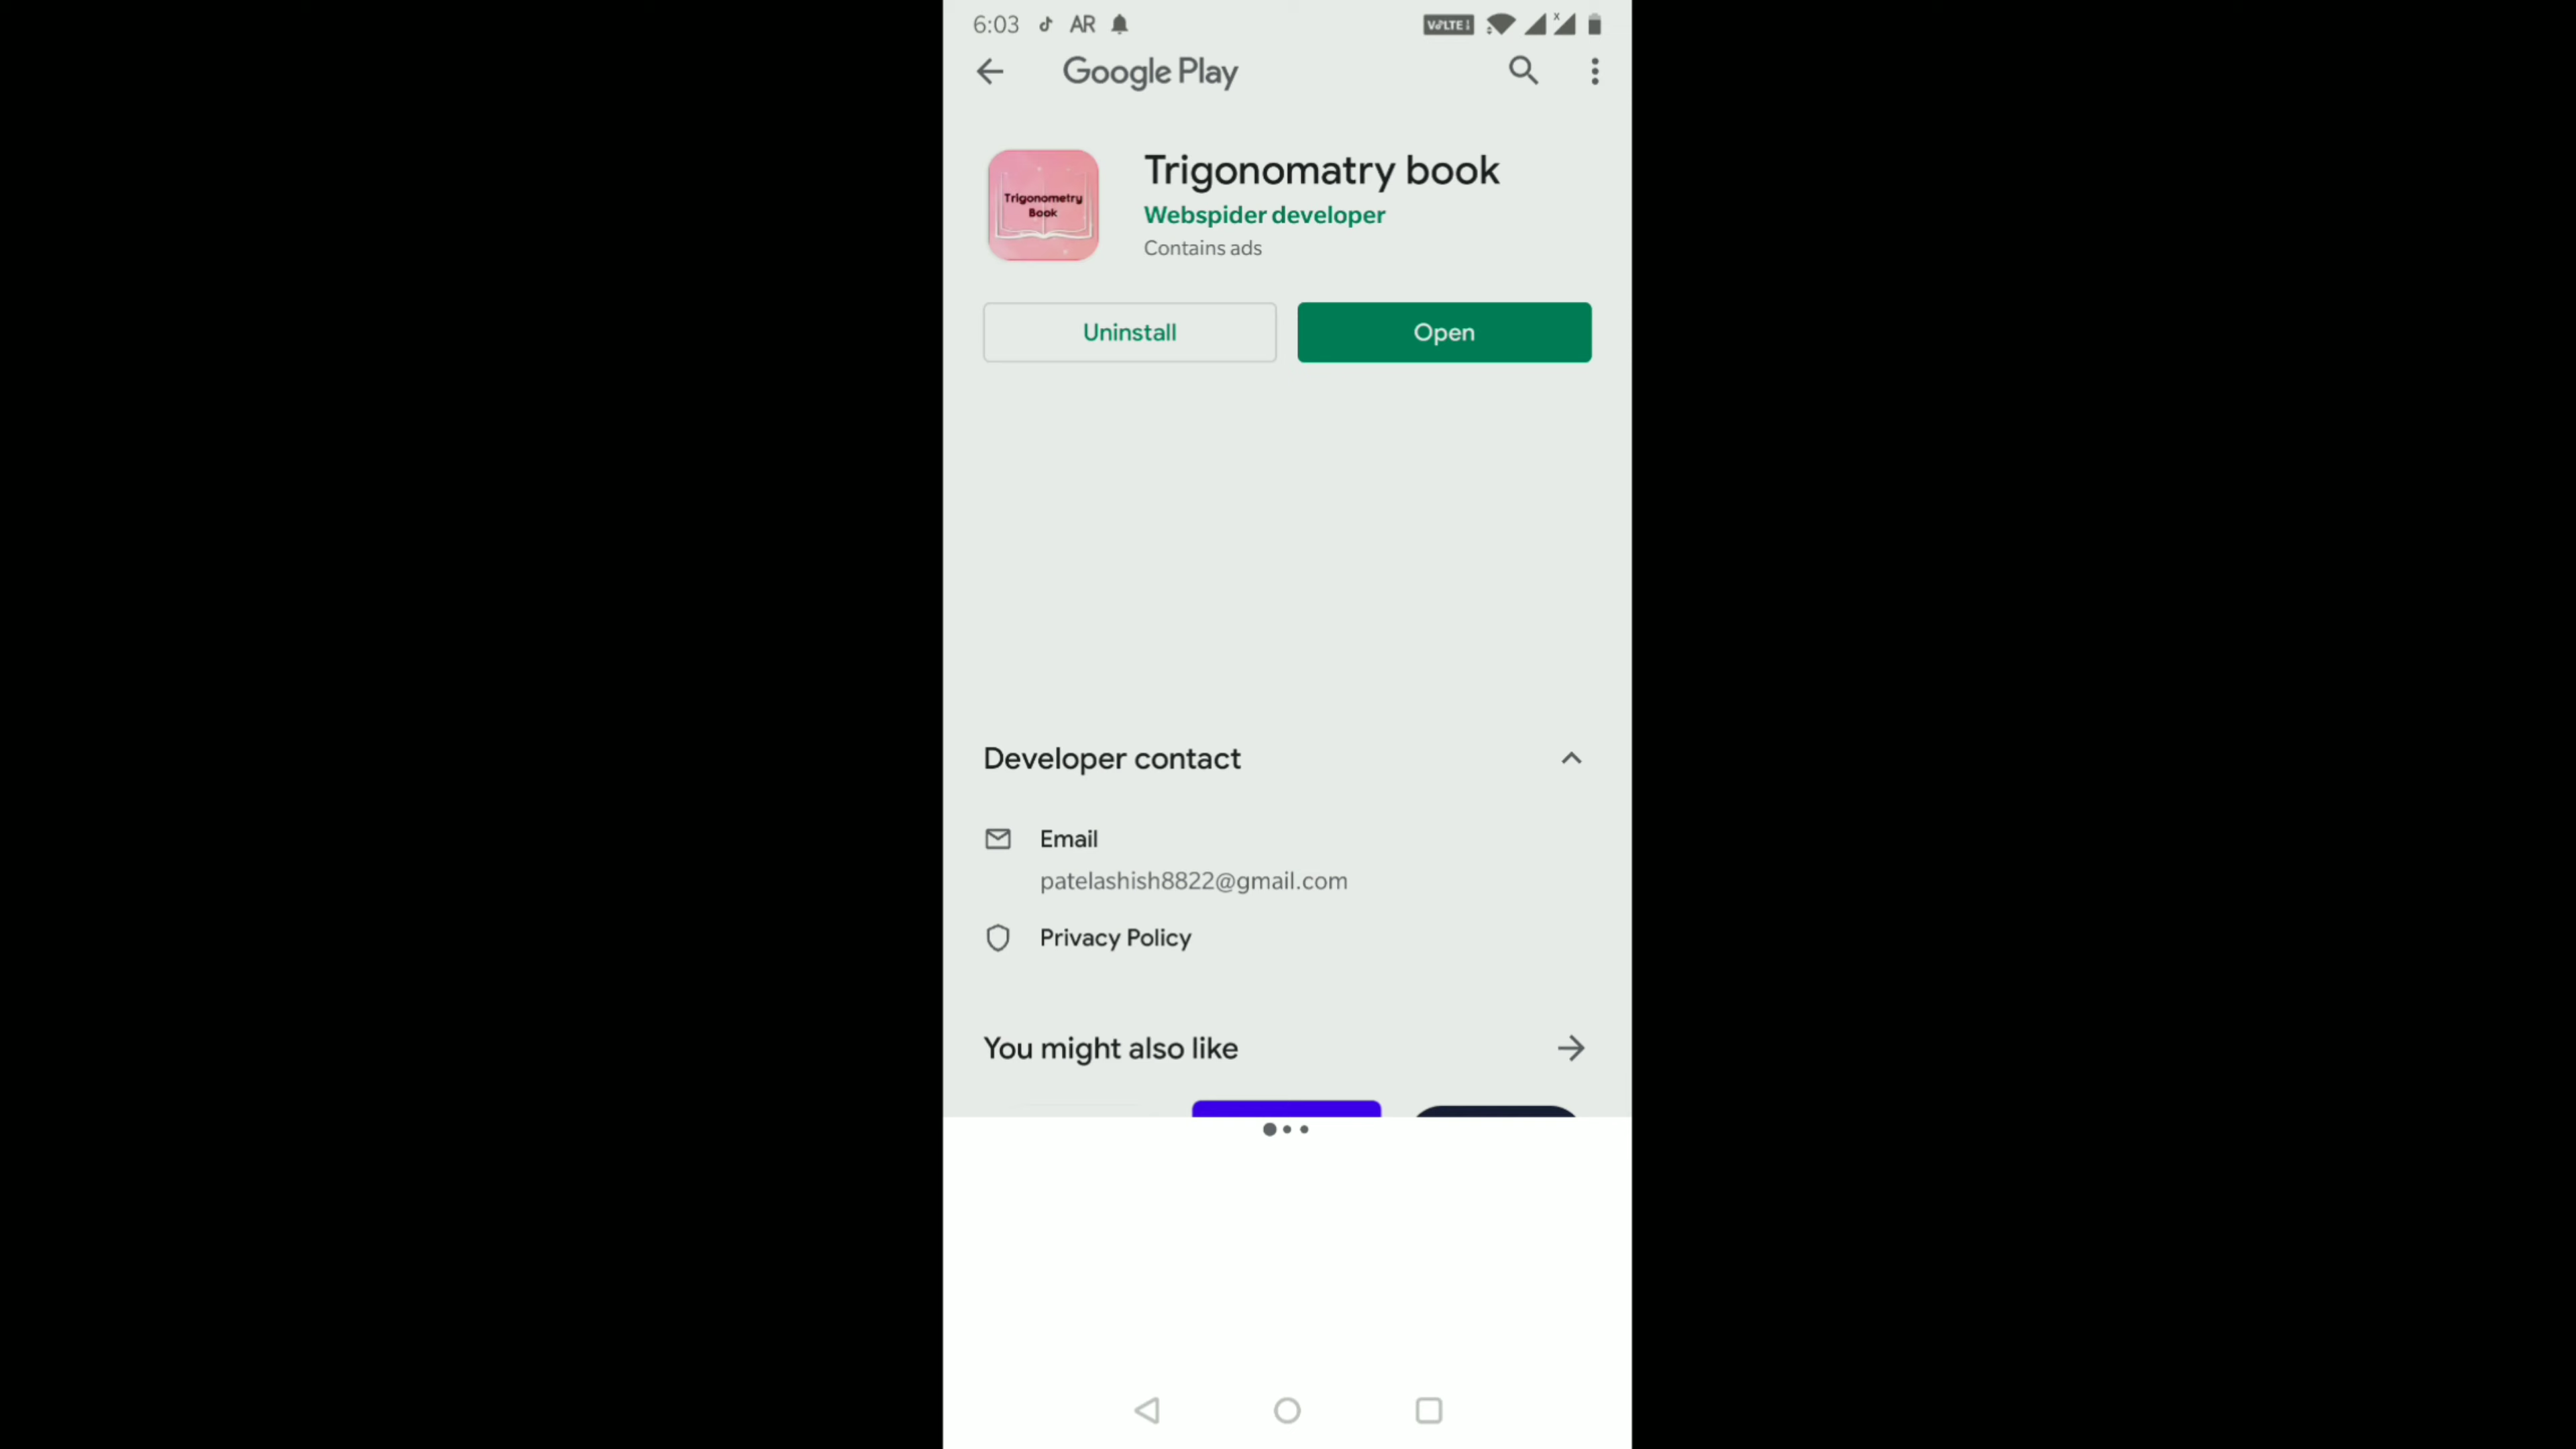 6:03 AR VoLTE
Google Play
Trigonometry
Book
Trigonomatry book
Webspider developer
Contains ads
Uninstall
Open
Developer contact
Email
patelashish8822@gmail.com
Privacy Policy
You might also like